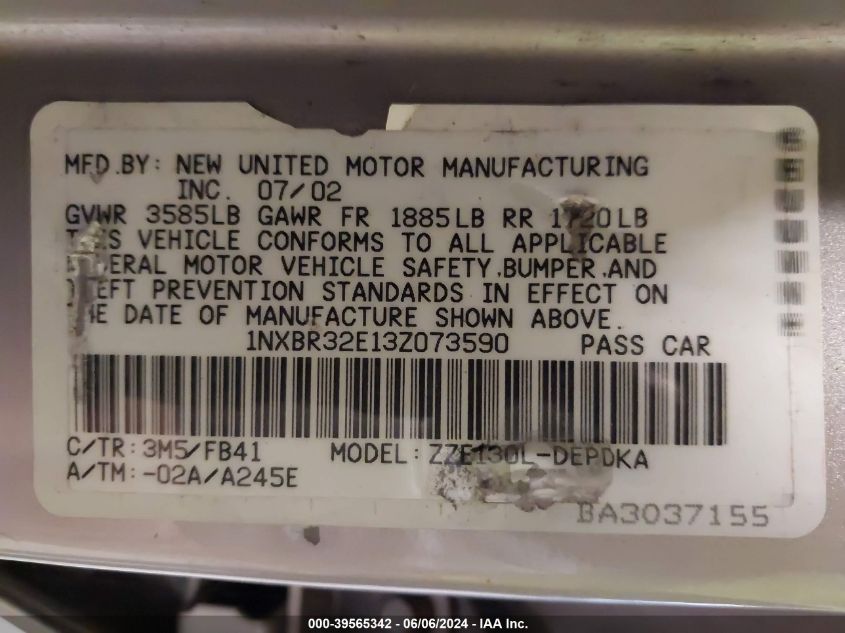 MFD.BY: NEW UNITED MOTOR MANUFACTURING
INC. 07/02
GVWR 3585LB GAWR FR 1885LB RR 1720LB
VEHICLE CONFORMS TO ALL APPLICABLE
MOTOR VEHICLE SAFETY,BUMPER,AND
PREVENTION STANDARDS IN EFFECT ON
DATE OF MANUFACTURE SHOWN ABOVE.
1NXBR32E13Z073590 PASS CAR
C/TR:3M5/FB41 MODEL:ZZE130L-DEPDKA
A/TM:-02A/A245E
BA3037155
000-39565342 - 06/06/2024 - IAA Inc.